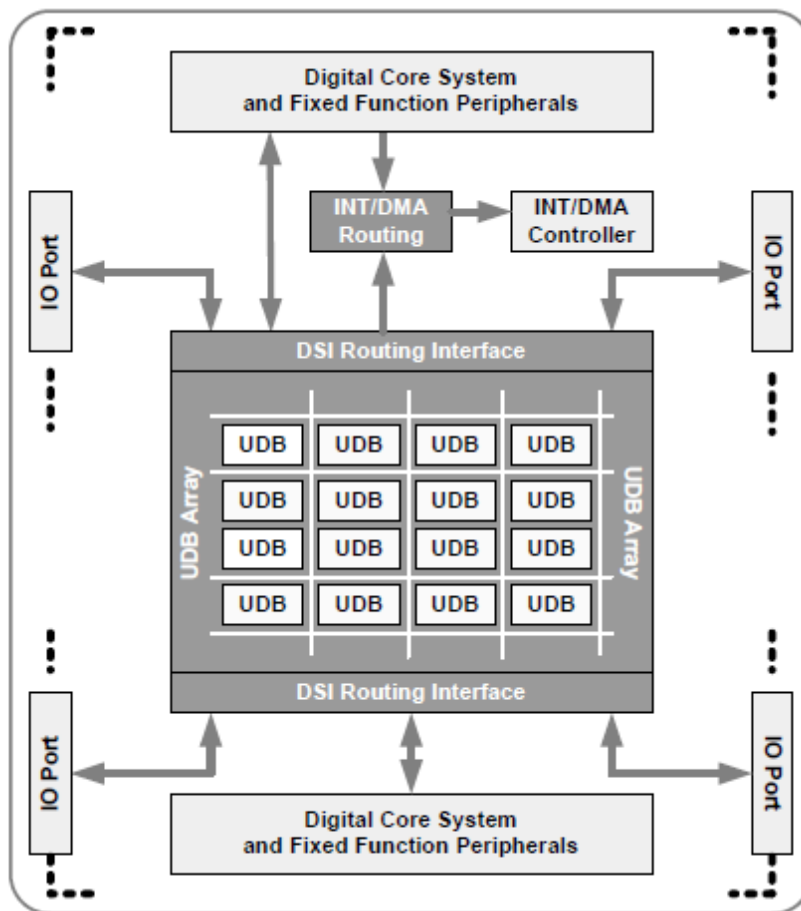 Digital Core System
and Fixed Function Peripherals
INT/DMA
Routing
INT/DMA
Controller
IO Port
IO Port
DSI Routing Interface
UDB Array
UDB UDB UDB UDB
UDB UDB UDB UDB
UDB UDB UDB UDB
UDB UDB UDB UDB
UDB Array
DSI Routing Interface
IO Port
IO Port
Digital Core System
and Fixed Function Peripherals